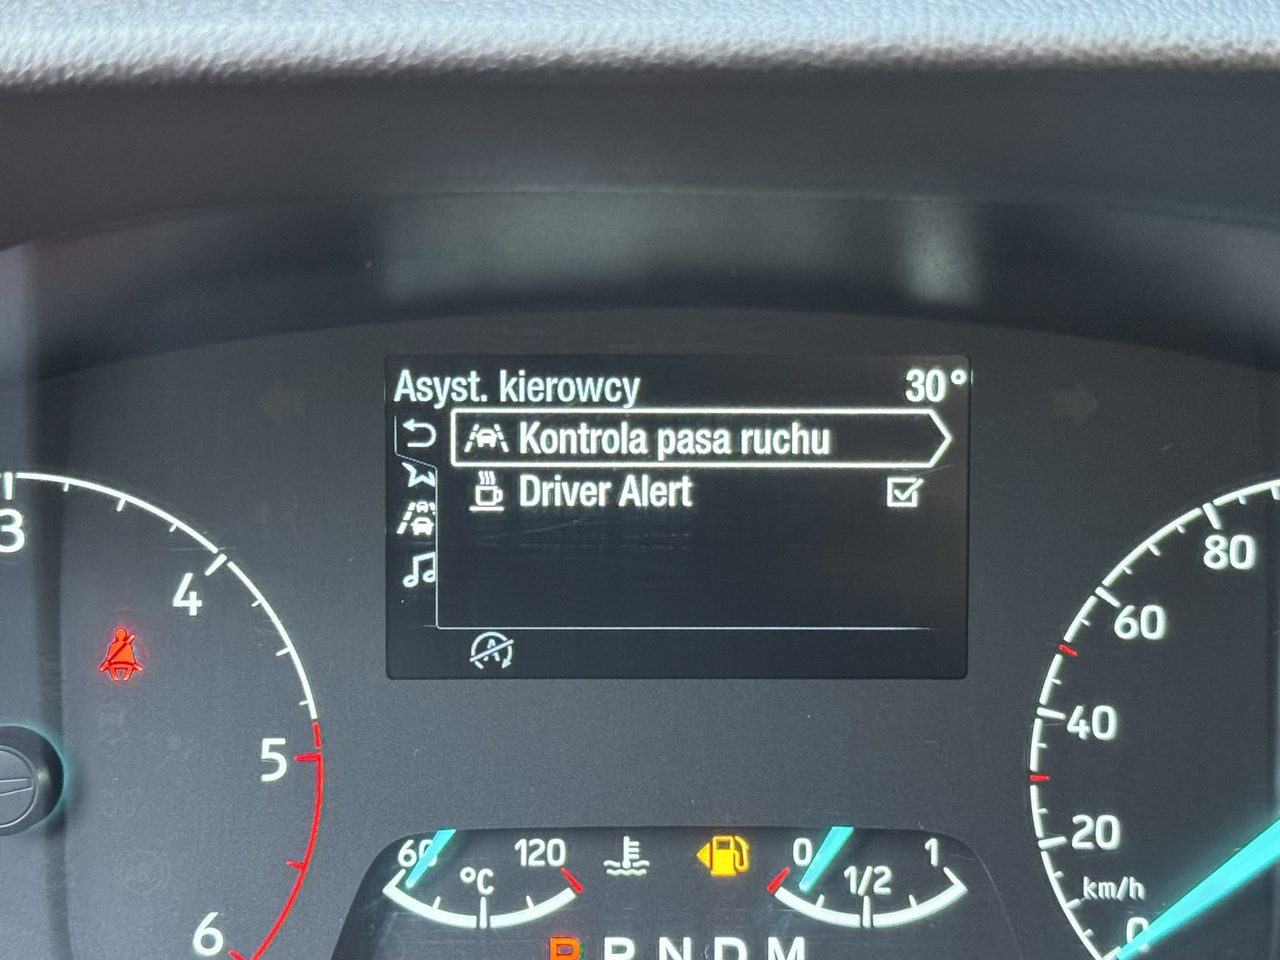 Asyst. kierowcy 30°
Kontrola pasa ruchu
Driver Alert
A
3
4
5
6
80
60
40
20
km/h
0
60 120
°C
0 1/2 1
P R N D M